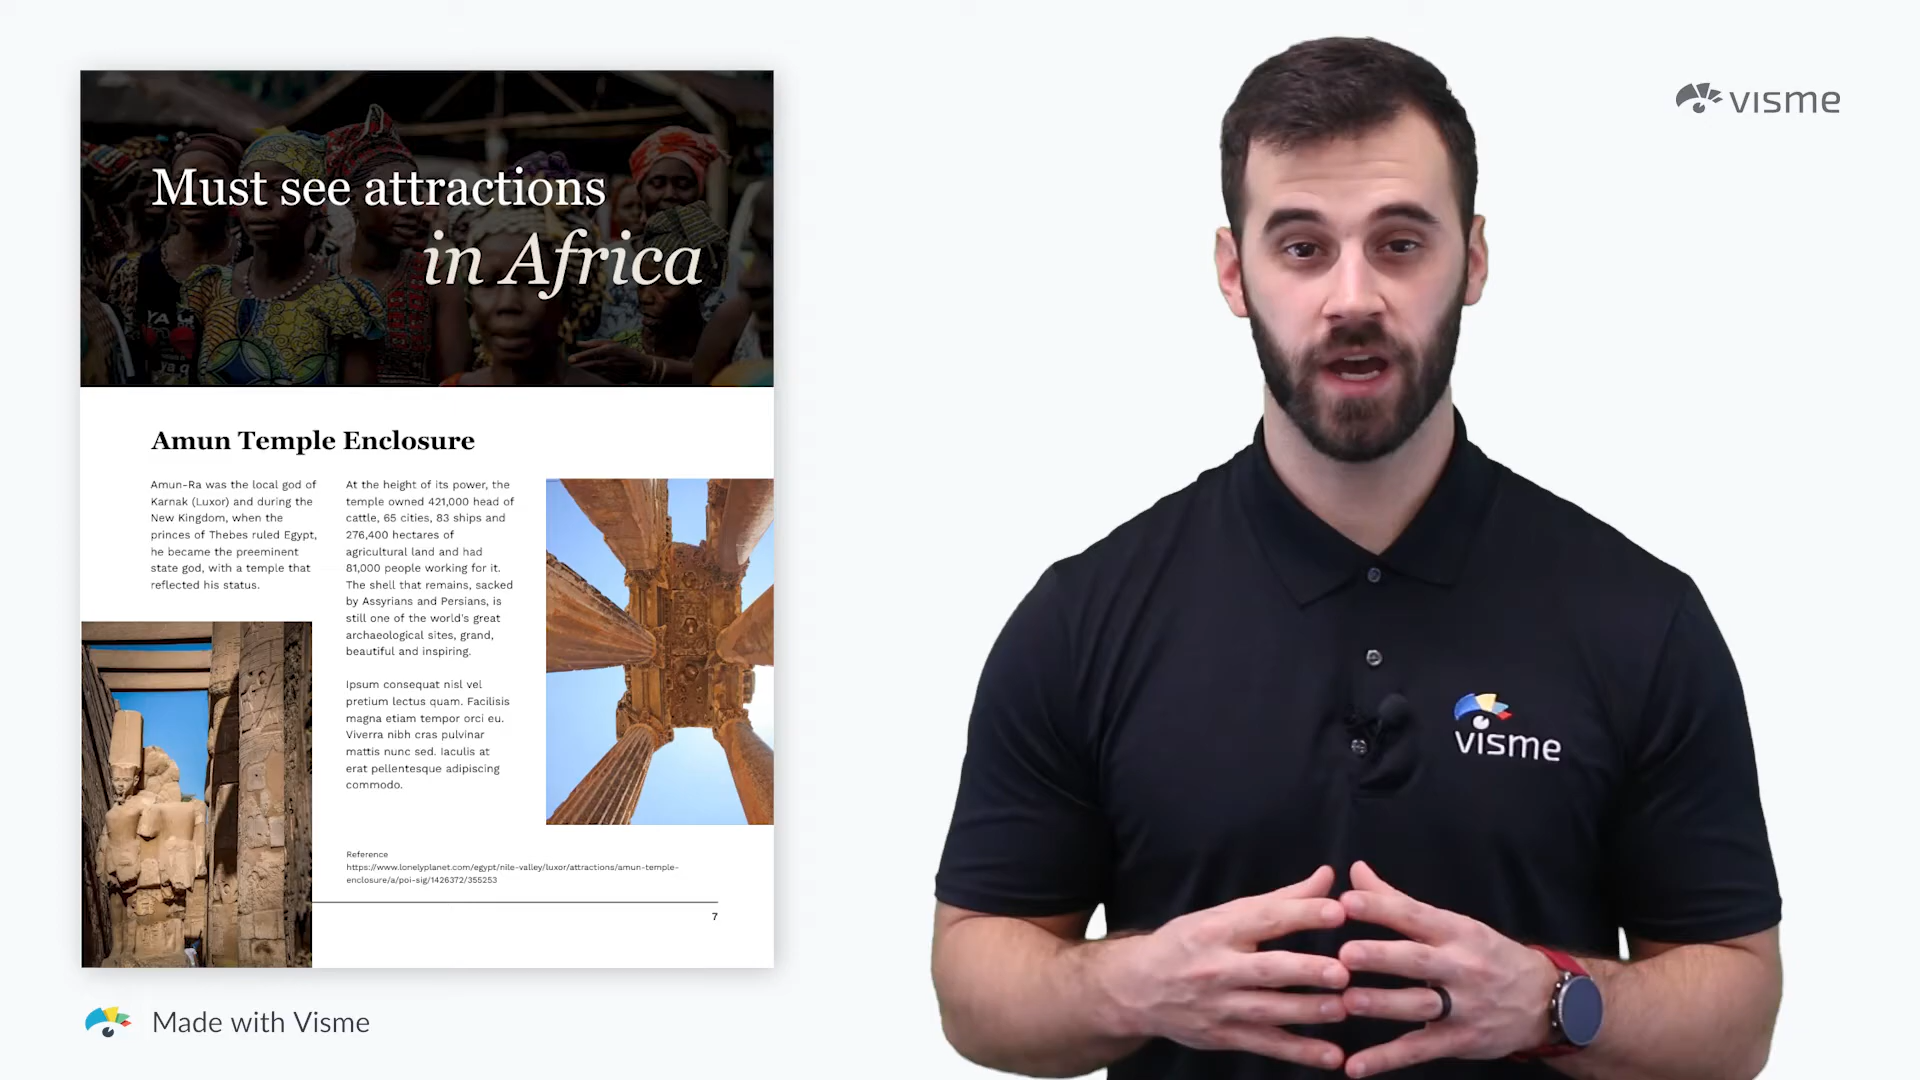 Must see attractions
in Africa
YA
ya q
Amun Temple Enclosure
Amun-Ra was the local god of
Karnak (Luxor) and during the
New Kingdom, when the
princes of Thebes ruled Egypt,
he became the preeminent
state god, with a temple that
reflected his status.
At the height of its power, the
temple owned 421,000 head of
cattle, 65 cities, 83 ships and
276,400 hectares of
agricultural land and had
81,000 people working for it.
The shell that remains, sacked
by Assyrians and Persians, is
still one of the world's great
archaeological sites, grand,
beautiful and inspiring.
Ipsum consequat nisl vel
pretium lectus quam. Facilisis
magna etiam tempor orci eu.
Viverra nibh cras pulvinar
mattis nunc sed. Iaculis at
erat pellentesque adipiscing
commodo.
Reference
https://www.lonelyplanet.com/egypt/nile-valley/luxor/attractions/amun-temple-
enclosure/a/poi-sig/1426372/355253
7
Made with Visme
visme
visme